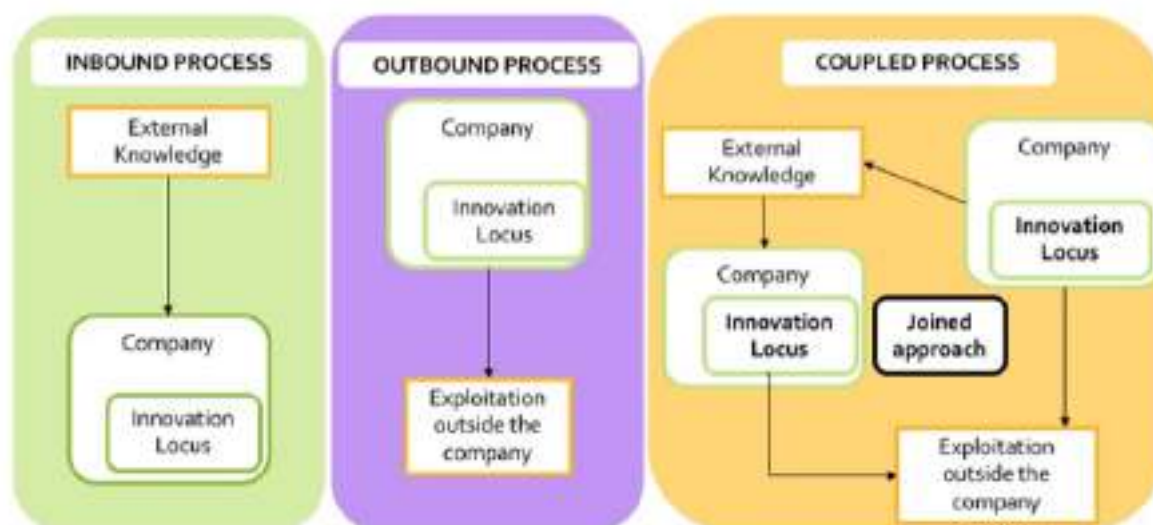 INBOUND PROCESS
External
Knowledge
Company
Innovation
Locus
OUTBOUND PROCESS
Company
Innovation
Locus
Exploitation
outside the
company
COUPLED PROCESS
External
Knowledge
Company
Innovation
Locus
Company
Innovation
Locus
Joined
approach
Exploitation
outside the
company